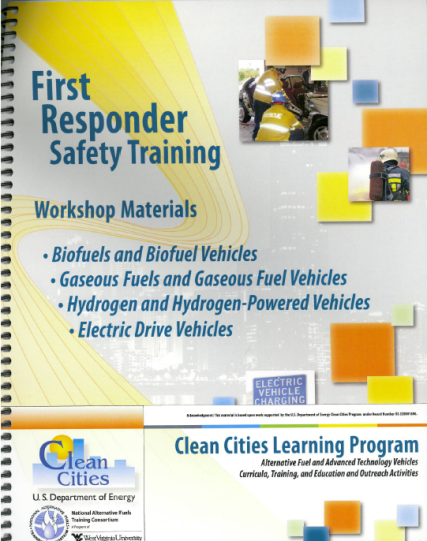 First
Responder
Safety Training
Workshop Materials
• Biofuels and Biofuel Vehicles
• Gaseous Fuels and Gaseous Fuel Vehicles
• Hydrogen and Hydrogen-Powered Vehicles
• Electric Drive Vehicles
ELECTRIC
VEHICLE
CHARGING
Acknowledgment: This material is based upon work supported by the U.S. Department of Energy Clean Cities Program under Award Number
Clean Cities Learning Program
Alternative Fuel and Advanced Technology Vehicles
Curricula, Training, and Education and Outreach Activities
Clean
Cities
U.S. Department of Energy
National Alternative Fuels
Training Consortium
A Program of
West Virginia University